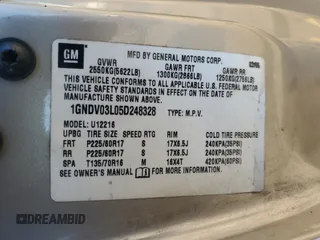 GM
MFD BY GENERAL MOTORS CORP.
GVWR GAWR FRT GAWR RR
2550KG(5622LB) 1300KG(2866LB) 1250KG(2756LB)
THIS VEHICLE CONFORMS TO ALL APPLICABLE U.S. FEDERAL
MOTOR VEHICLE SAFETY, BUMPER, AND THEFT PREVENTION
STANDARDS IN EFFECT ON THE DATE OF MANUFACTURE
SHOWN ABOVE.
1GNDV03L05D248328 TYPE: M.P.V.
MODEL: U12216
TIRE SIZE SPEED RTG RIM COLD TIRE PRESSURE
FRT P225/60R17 S 17X6.5J 240KPA(35PSI)
RR P225/60R17 S 17X6.5J 240KPA(35PSI)
SPA T135/70R16 M 16X4T 420KPA(60PSI)
SEE OWNER'S MANUAL FOR MORE INFORMATION.
DREAMBID